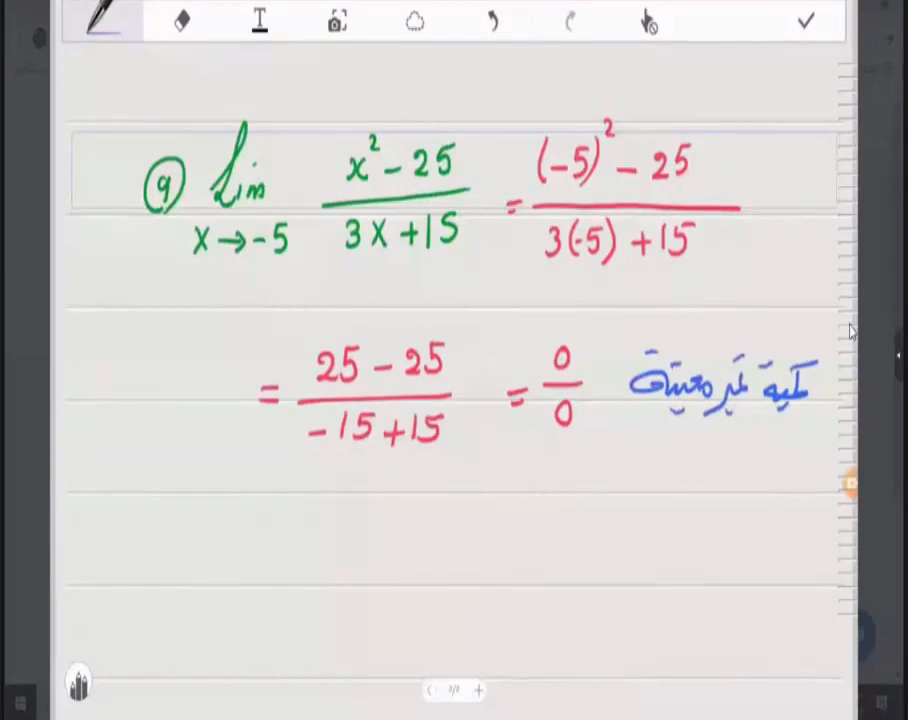 9 Lim x→-5 (x² - 25)/(3x + 15) = ((-5)² - 25)/(3(-5) + 15)
= (25 - 25)/(-15 + 15) = 0/0 كمية غير معينة